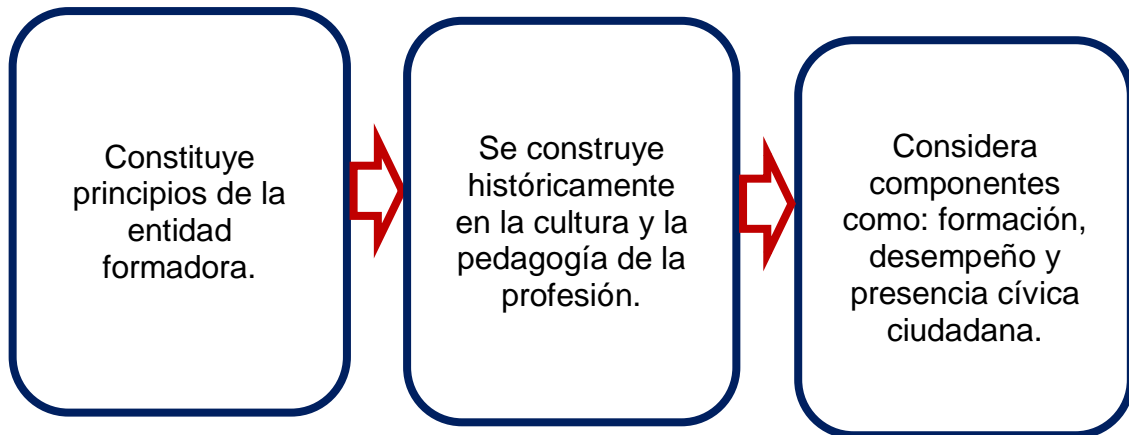 Constituye
principios de la
entidad
formadora.
Se construye
históricamente
en la cultura y la
pedagogía de la
profesión.
Considera
componentes
como: formación,
desempeño y
presencia cívica
ciudadana.